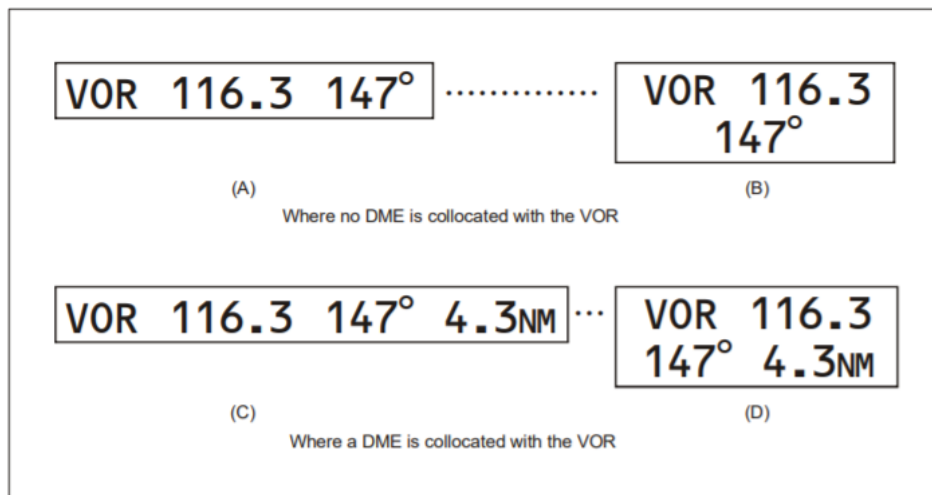 VOR 116.3 147°
VOR 116.3
147°
(A)
(B)
Where no DME is collocated with the VOR
VOR 116.3 147° 4.3NM
VOR 116.3
147° 4.3NM
(C)
(D)
Where a DME is collocated with the VOR